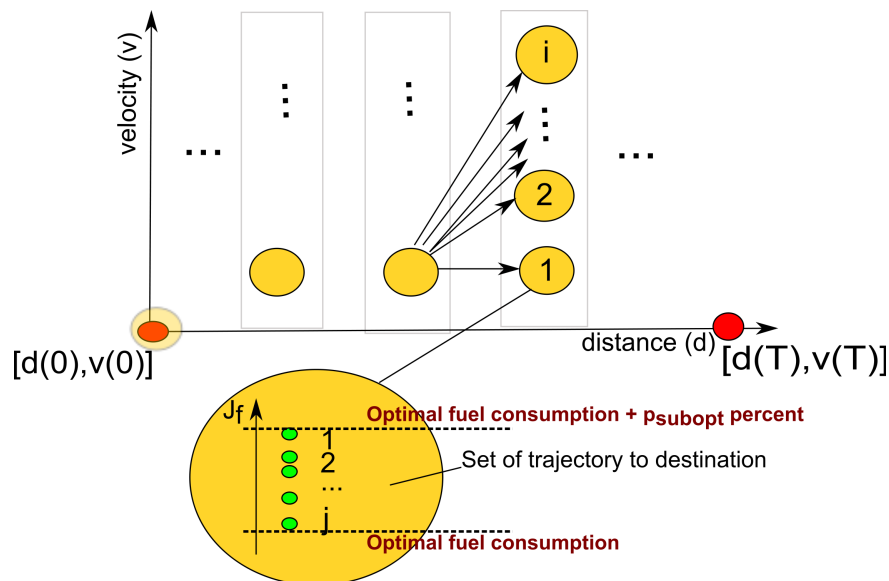 velocity (v)
...
⋮
⋮
i
⋮
2
1
...
distance (d)
[d(0),v(0)]
[d(T),v(T)]
Jf
Optimal fuel consumption + psubopt percent
1
2
...
j
Set of trajectory to destination
Optimal fuel consumption